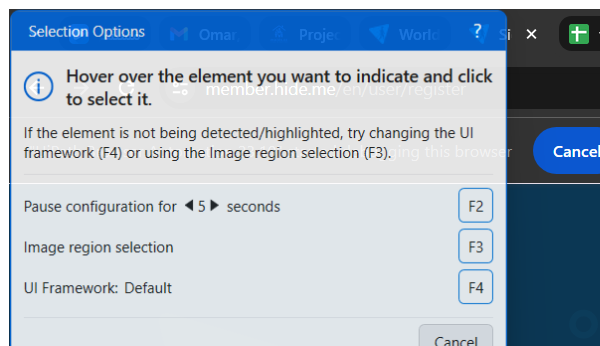 Selection Options
?
Omar
Projec
World
Si
Hover over the element you want to indicate and click
to select it.
member.hide.me/en/user/register
If the element is not being detected/highlighted, try changing the UI
framework (F4) or using the Image region selection (F3).
ging this browser
Cancel
Pause configuration for 5 seconds
F2
Image region selection
F3
UI Framework: Default
F4
Cancel